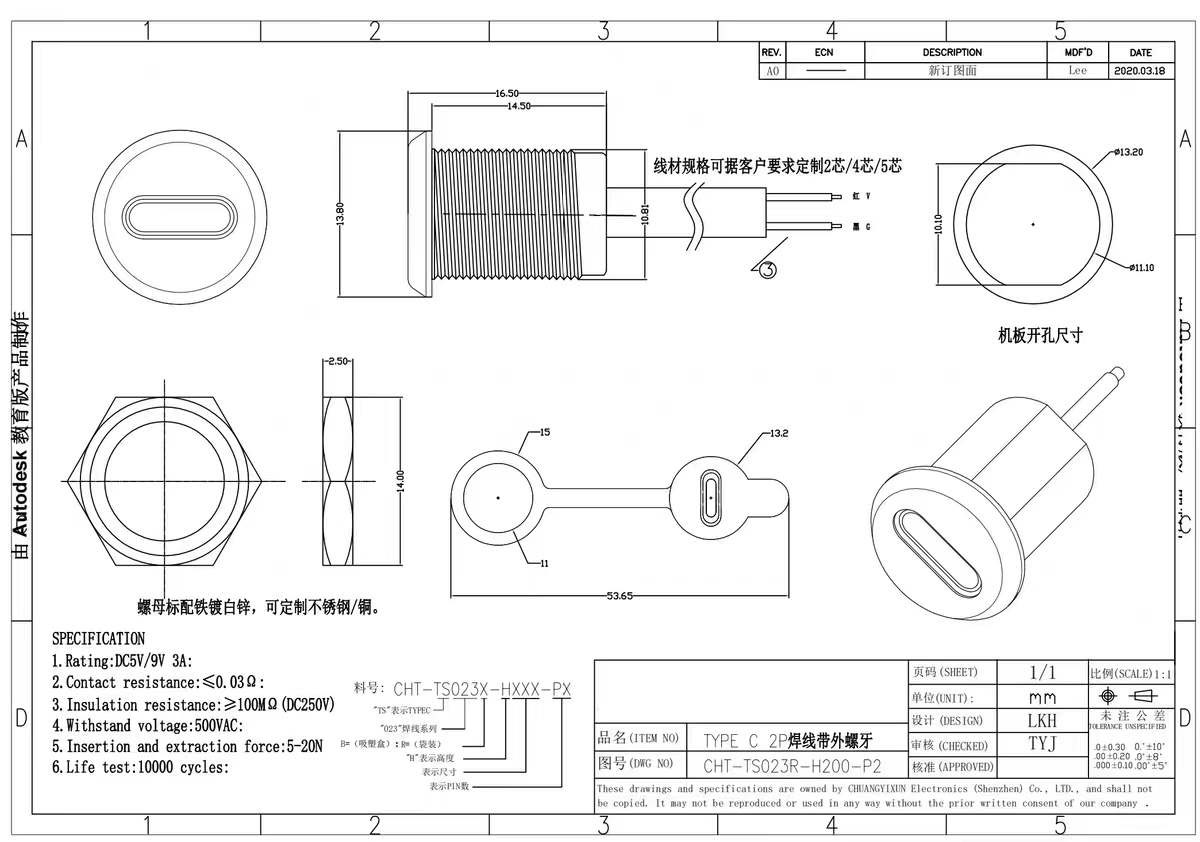 1 2 3 4 5
REV. ECN DESCRIPTION MDF'D DATE
A0 新订图面 Lee 2020.03.18
A A
16.50
14.50
13.80
10.81
线材规格可据客户要求定制2芯/4芯/5芯
红 V
黑 G
3
ø13.20
10.10
ø11.10
机板开孔尺寸
B
由 Autodesk 教育版产品制作
2.50
14.00
螺母标配铁镀白锌，可定制不锈钢/铜。
15
11
13.2
53.65
C
SPECIFICATION
1.Rating:DC5V/9V 3A:
2.Contact resistance:≤0.03Ω:
3.Insulation resistance:≥100MΩ(DC250V)
4.Withstand voltage:500VAC:
5.Insertion and extraction force:5-20N
6.Life test:10000 cycles:
料号: CHT-TS023X-HXXX-PX
"TS"表示TYPEC
"023"焊线系列
B=（吸塑盒）:R=（袋装）
"H"表示高度
表示尺寸
表示PIN数
D D
页码(SHEET) 1/1 比例(SCALE)1:1
单位(UNIT): mm
设计(DESIGN) LKH 未注公差
TOLERANCE UNSPECIFIED
审核(CHECKED) TYJ
.0±0.30 0.°±10°
.00±0.20 .0°±8°
.000±0.10 .00°±5°
核准(APPROVED)
品名(ITEM NO) TYPE C 2P焊线带外螺牙
图号(DWG NO) CHT-TS023R-H200-P2
These drawings and specifications are owned by CHUANGYIXUN Electronics (Shenzhen) Co., LTD., and shall not
be copied. It may not be reproduced or used in any way without the prior written consent of our company .
1 2 3 4 5